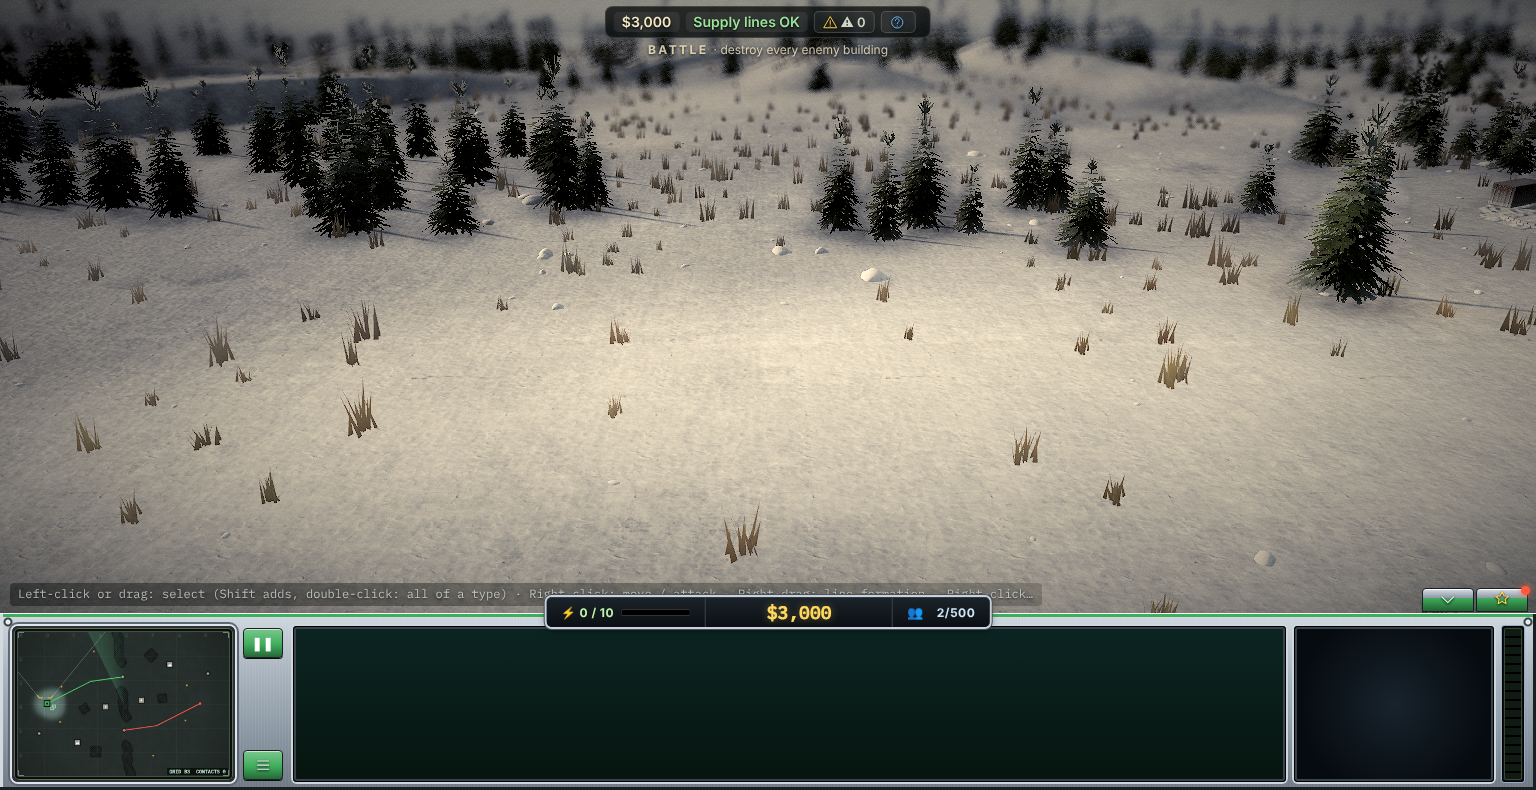 $3,000 Supply lines OK 0
BATTLE · destroy every enemy building
Left-click or drag: select (Shift adds, double-click: all of a type) · Right-click: move / attack · Right-drag: line formation · Right-click…
0 / 10 $3,000 2/500
GRID B3 CONTACTS 0